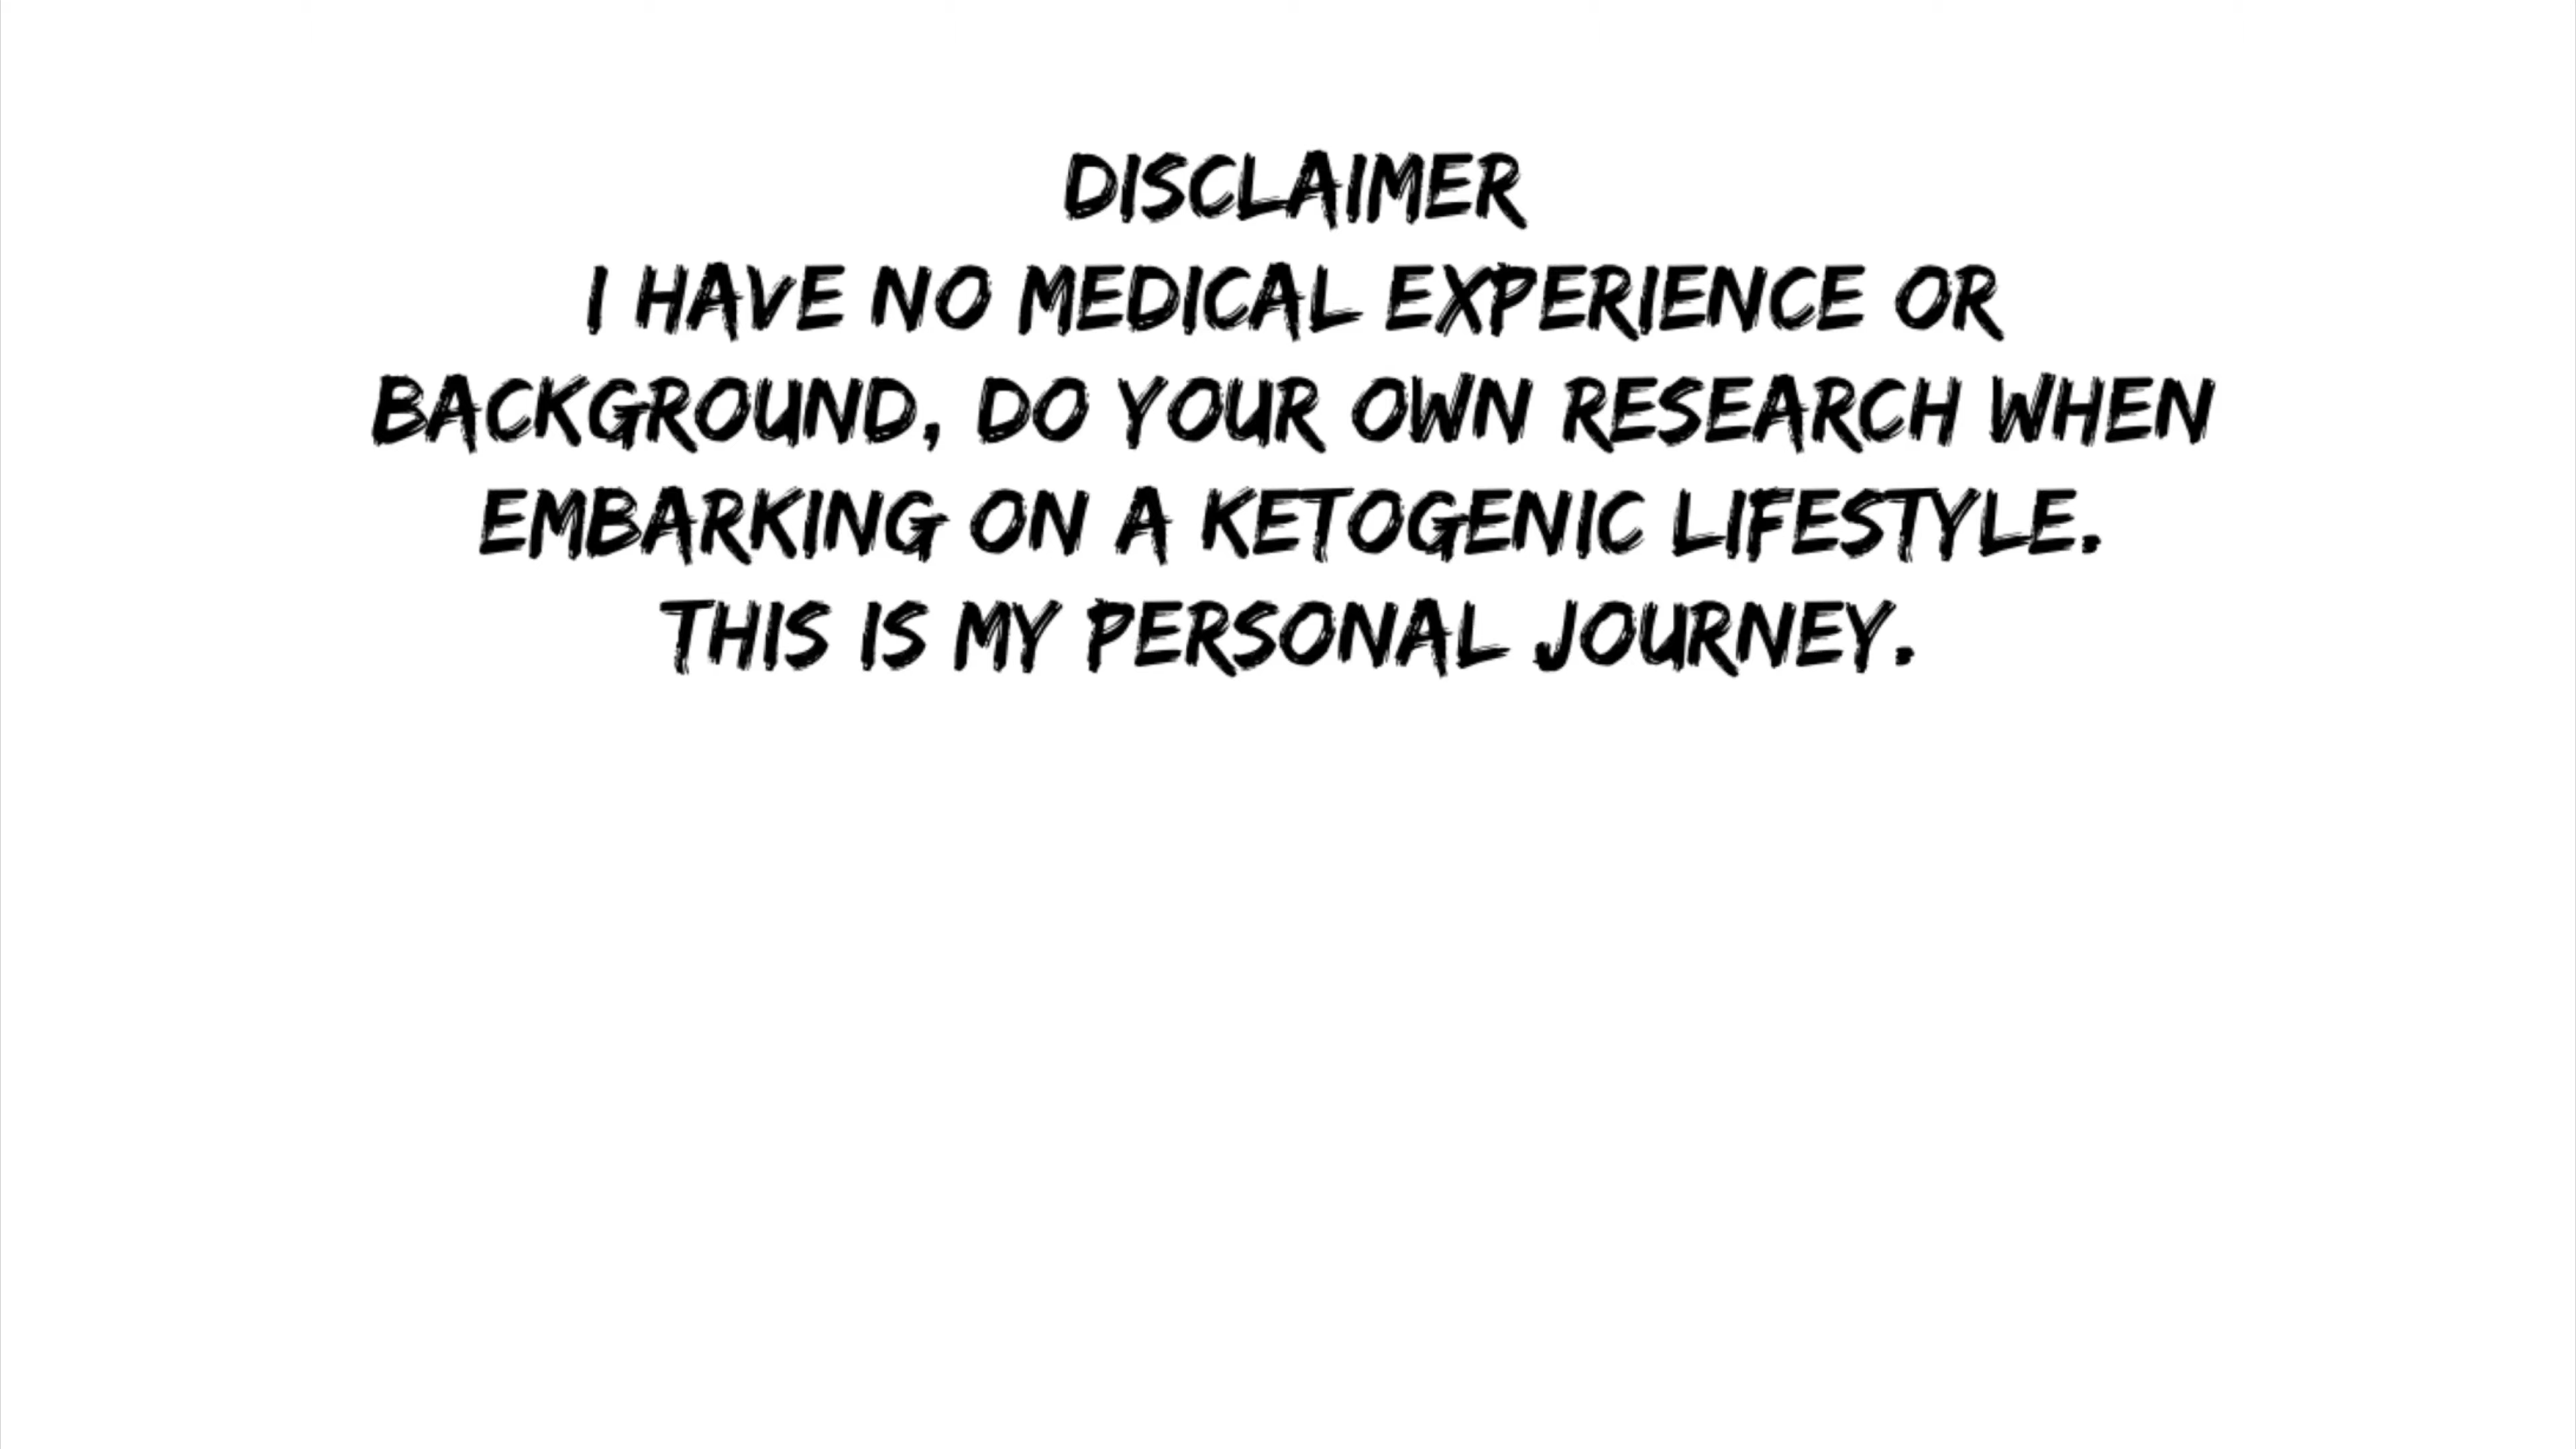 DISCLAIMER
I HAVE NO MEDICAL EXPERIENCE OR
BACKGROUND, DO YOUR OWN RESEARCH WHEN
EMBARKING ON A KETOGENIC LIFESTYLE.
THIS IS MY PERSONAL JOURNEY.